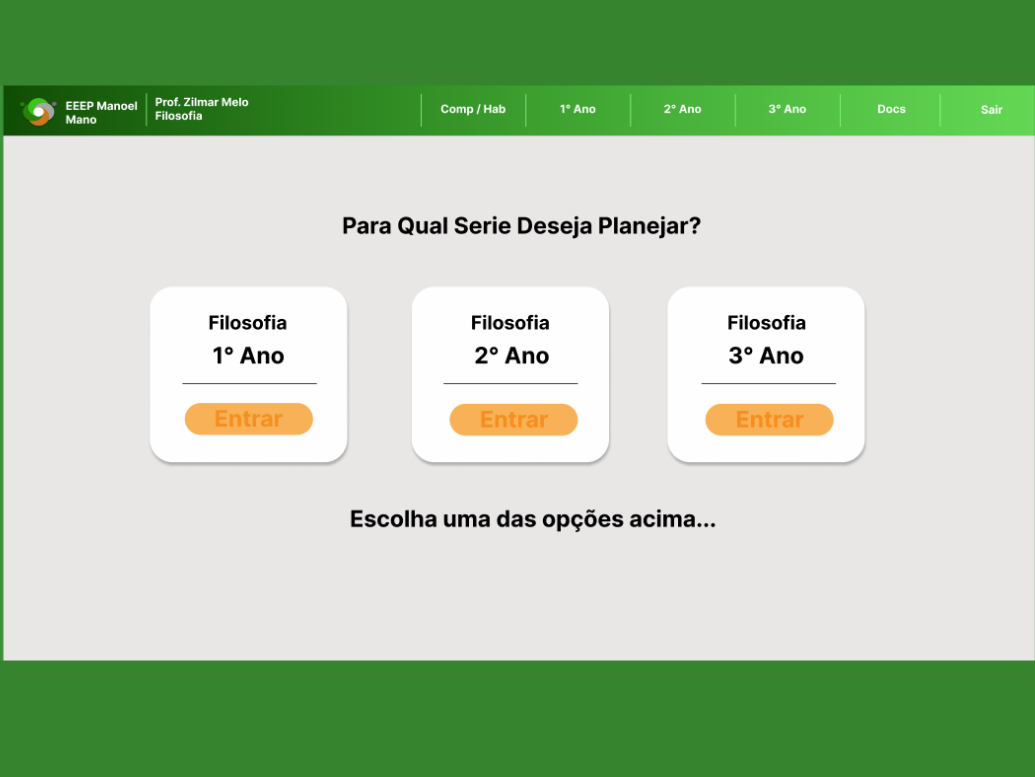 EEEP Manoel
Mano
Prof. Zilmar Melo
Filosofia
Comp / Hab
1° Ano
2° Ano
3° Ano
Docs
Sair
Para Qual Serie Deseja Planejar?
Filosofia
1° Ano
Entrar
Filosofia
2° Ano
Entrar
Filosofia
3° Ano
Entrar
Escolha uma das opções acima...